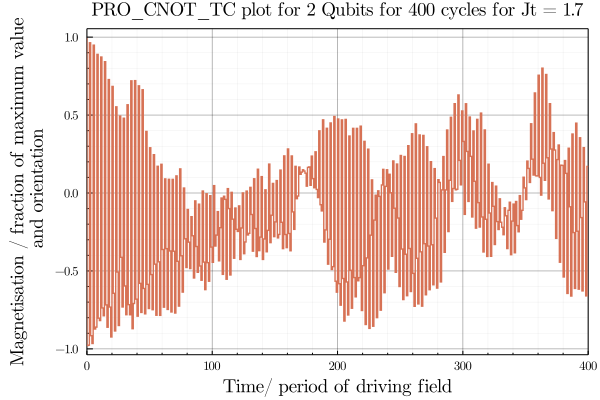 PRO_CNOT_TC plot for 2 Qubits for 400 cycles for Jt = 1.7
Magnetisation / fraction of maximum value
and orientation
1.0
0.5
0.0
−0.5
−1.0
0 100 200 300 400
Time/ period of driving field